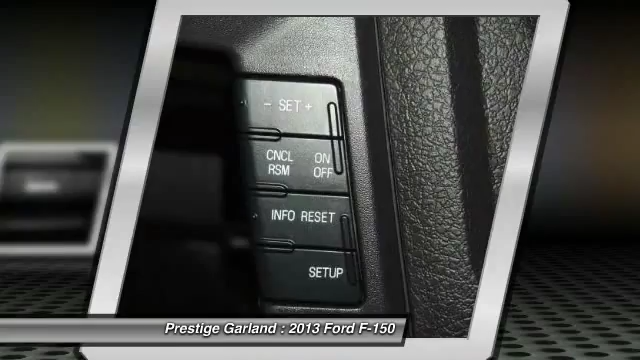 - SET +
CNCL ON
RSM OFF
INFO RESET
SETUP
Prestige Garland : 2013 Ford F-150